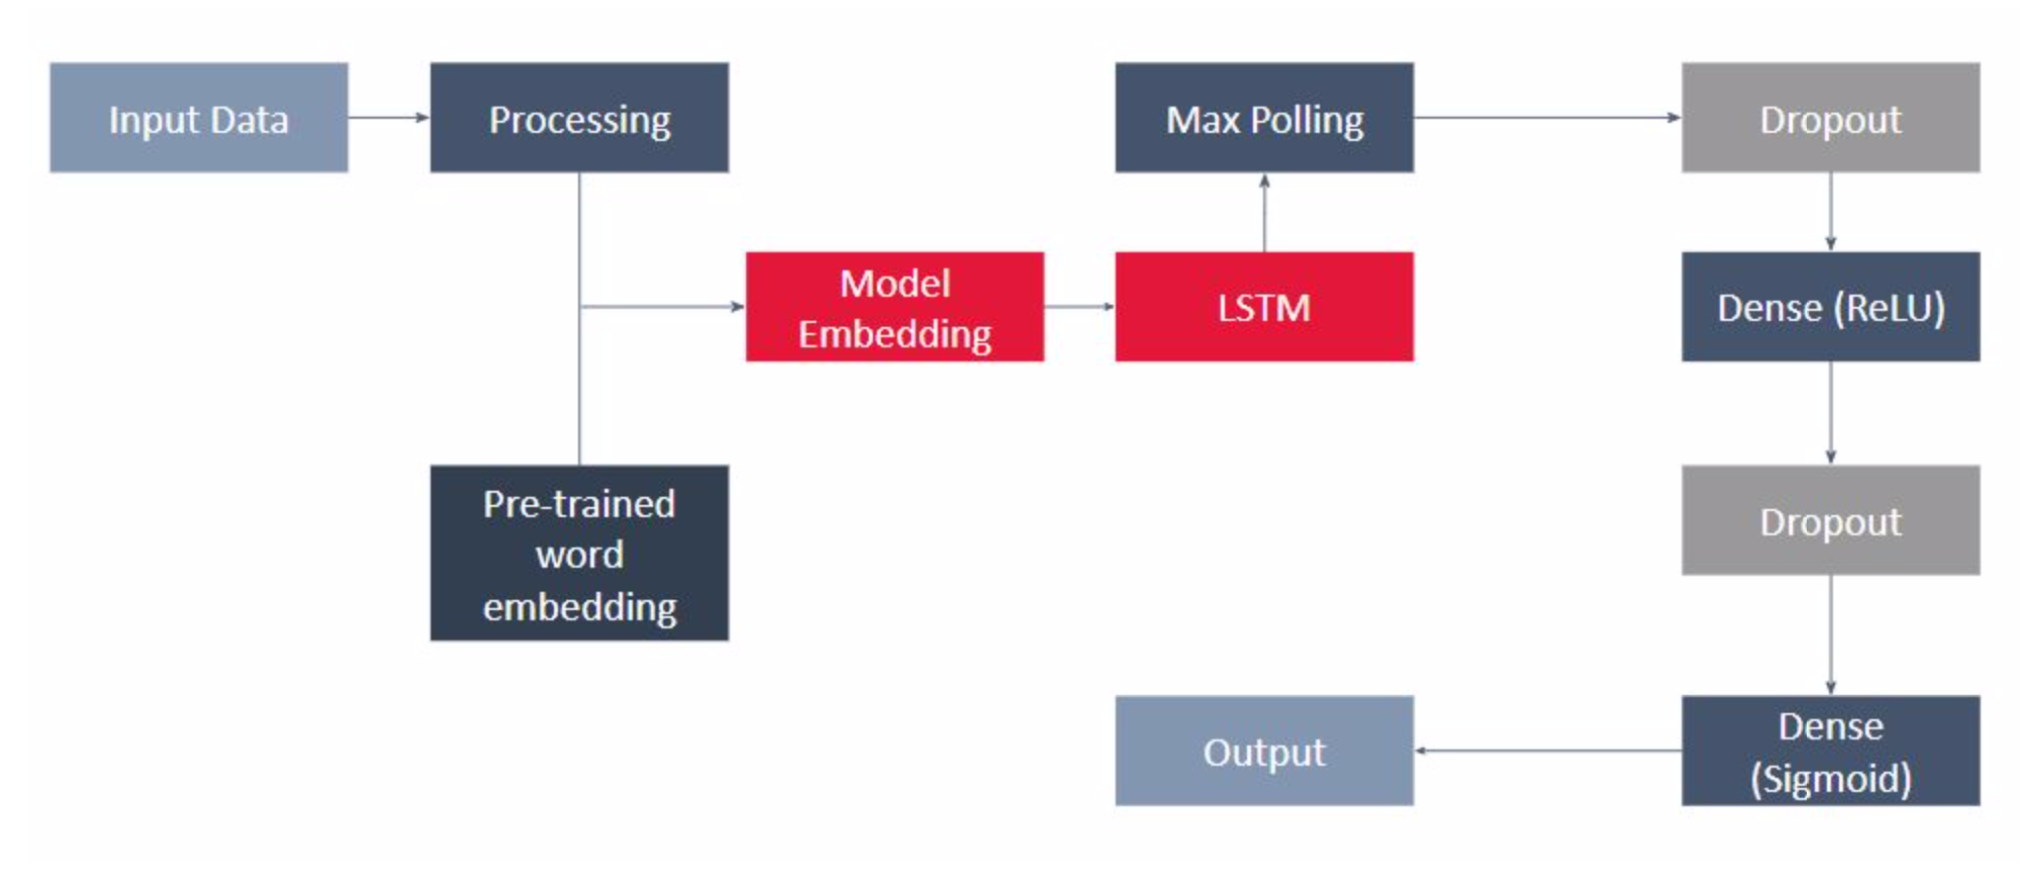 Input Data
Processing
Max Polling
Dropout
Model
Embedding
LSTM
Dense (ReLU)
Pre-trained
word
embedding
Dropout
Output
Dense
(Sigmoid)